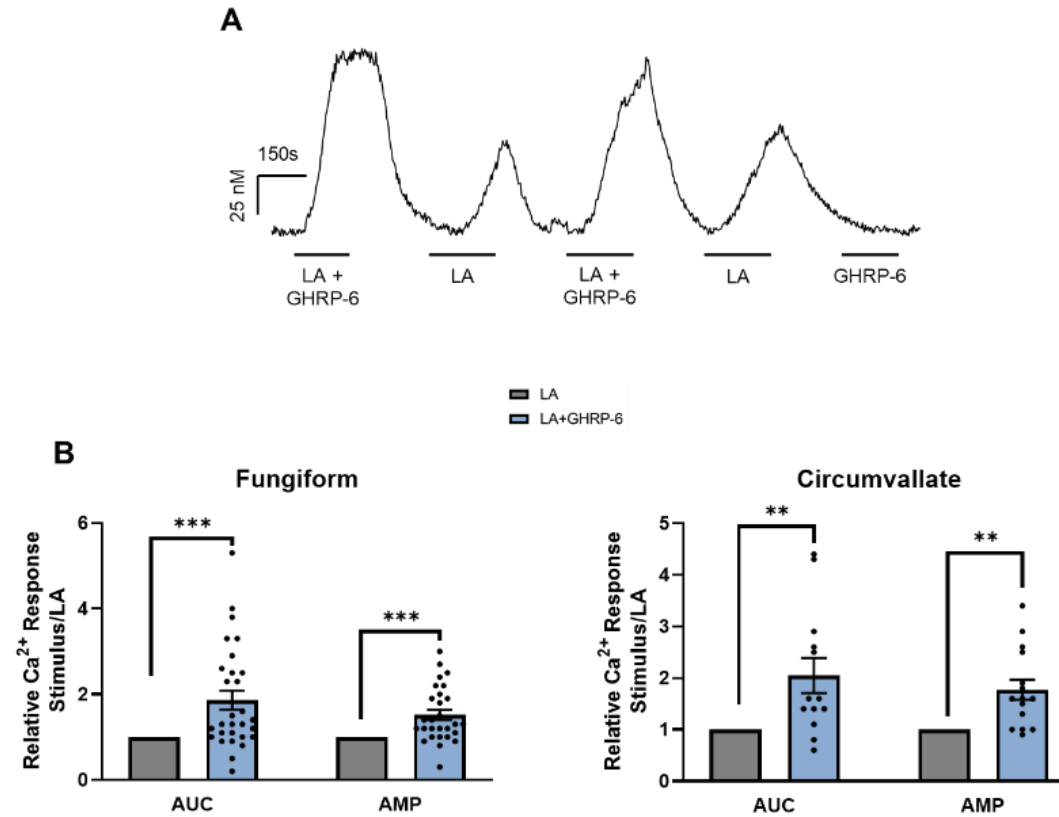 A
150s
25 nM
LA +
GHRP-6
LA
LA +
GHRP-6
LA
GHRP-6
LA
LA+GHRP-6
B
Fungiform
Relative Ca²⁺ Response
Stimulus/LA
6
4
2
0
***
***
AUC
AMP
Circumvallate
Relative Ca²⁺ Response
Stimulus/LA
5
4
3
2
1
0
**
**
AUC
AMP